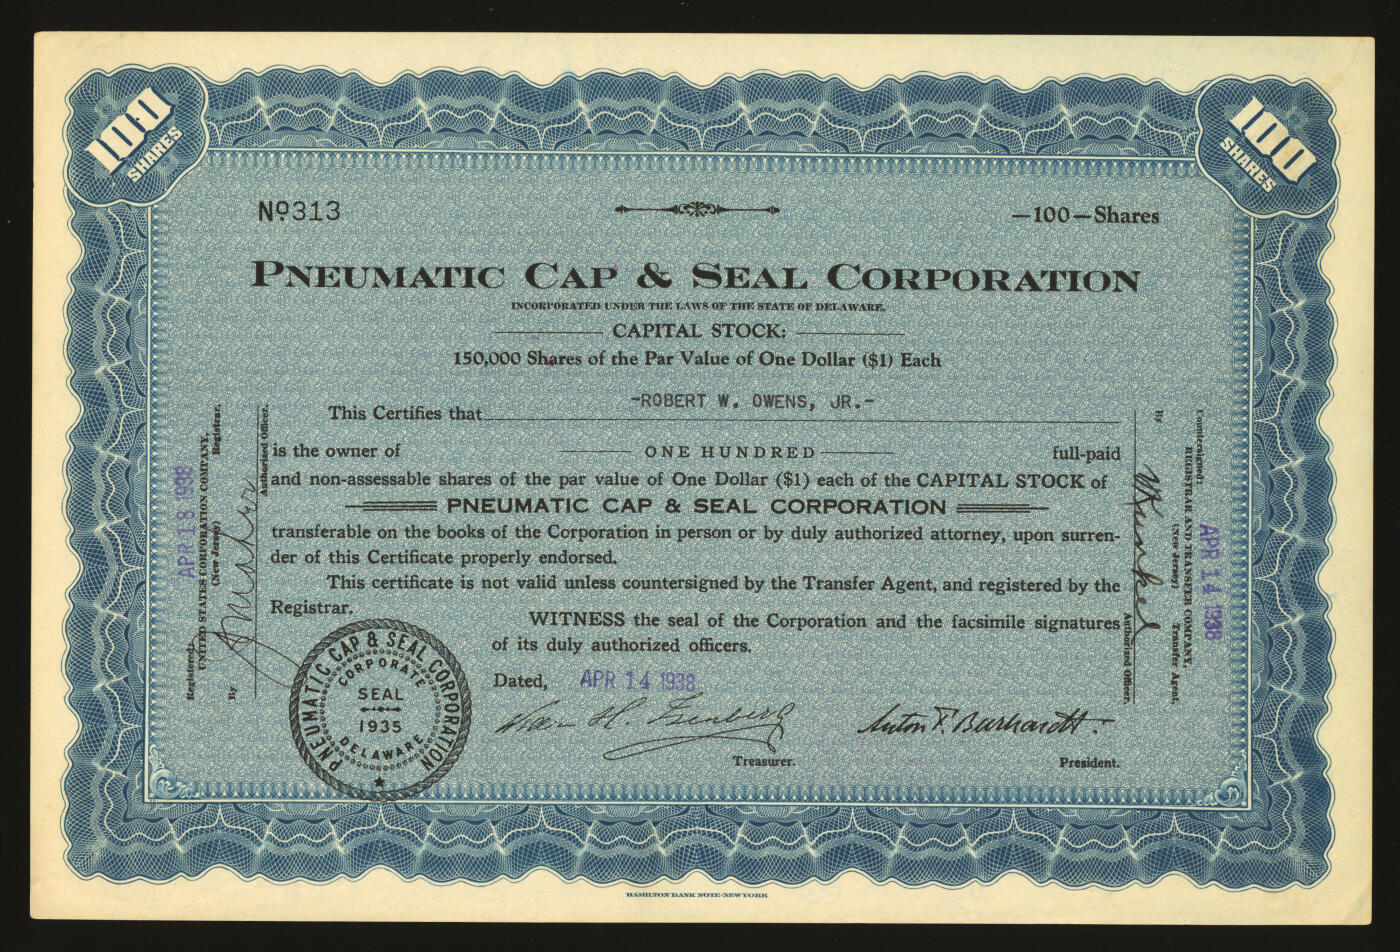 100
SHARES
100
SHARES
Nọ313
—100—Shares
PNEUMATIC CAP & SEAL CORPORATION
INCORPORATED UNDER THE LAWS OF THE STATE OF DELAWARE.
CAPITAL STOCK:
150,000 Shares of the Par Value of One Dollar ($1) Each
This Certifies that -ROBERT W. OWENS, JR.-
is the owner of ONE HUNDRED full-paid
and non-assessable shares of the par value of One Dollar ($1) each of the CAPITAL STOCK of
PNEUMATIC CAP & SEAL CORPORATION
transferable on the books of the Corporation in person or by duly authorized attorney, upon surren-
der of this Certificate properly endorsed.
This certificate is not valid unless countersigned by the Transfer Agent, and registered by the
Registrar.
WITNESS the seal of the Corporation and the facsimile signatures
of its duly authorized officers.
Dated, APR 14 1938
Treasurer.
Anton F. Burkhardt
President.
PNEUMATIC CAP & SEAL CORPORATION
CORPORATE
SEAL
1935
DELAWARE
APR 18 1938
Registered:
UNITED STATES CORPORATION COMPANY,
(New Jersey) Registrar.
By
Authorized Officer.
Countersigned:
REGISTRAR AND TRANSFER COMPANY,
(New Jersey) Transfer Agent,
By
Authorized Officer.
APR 14 1938
HAMILTON BANK NOTE-NEW YORK